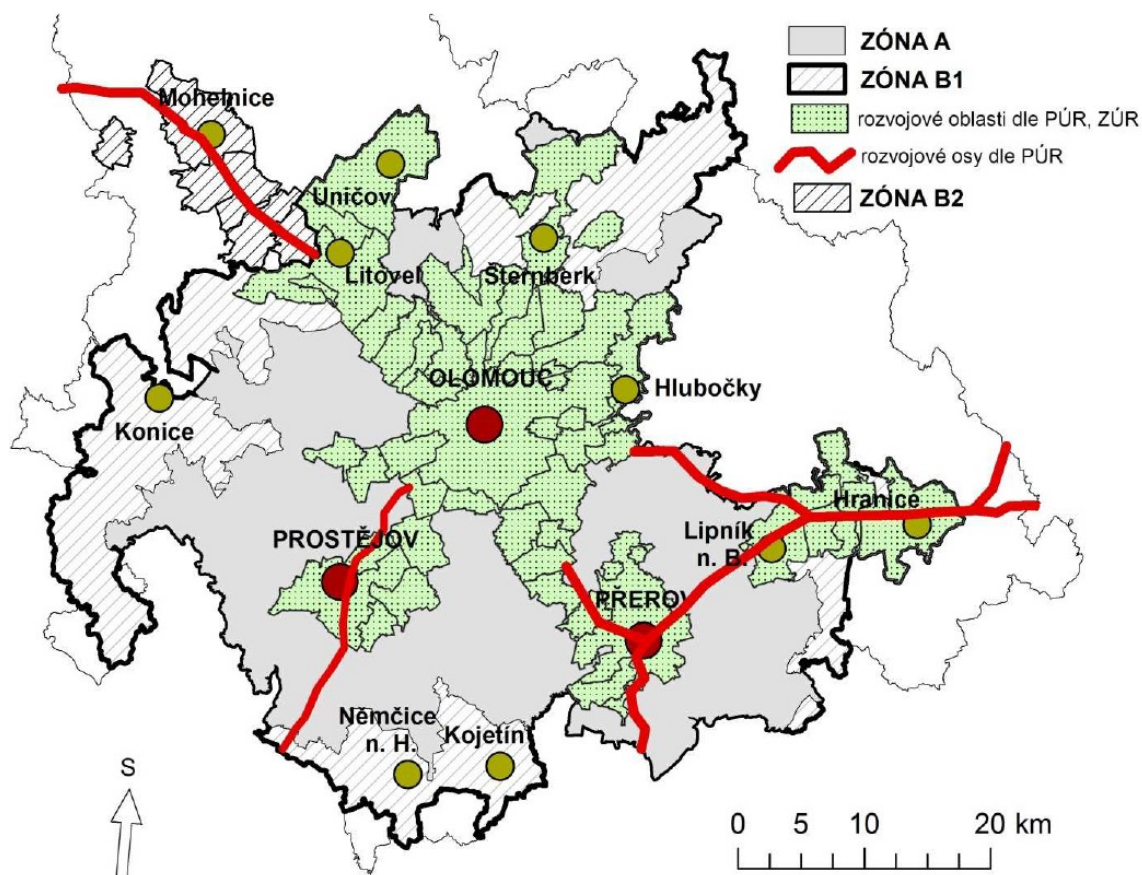 ZÓNA A
ZÓNA B1
rozvojové oblasti dle PÚR, ZÚR
rozvojové osy dle PÚR
ZÓNA B2
Mohelnice
Uničov
Litovel
Šternberk
OLOMOUC
Hlubočky
Konice
Hranice
Lipník
n. B.
PROSTĚJOV
PŘEROV
Němčice
n. H.
Kojetín
S
0 5 10 20 km